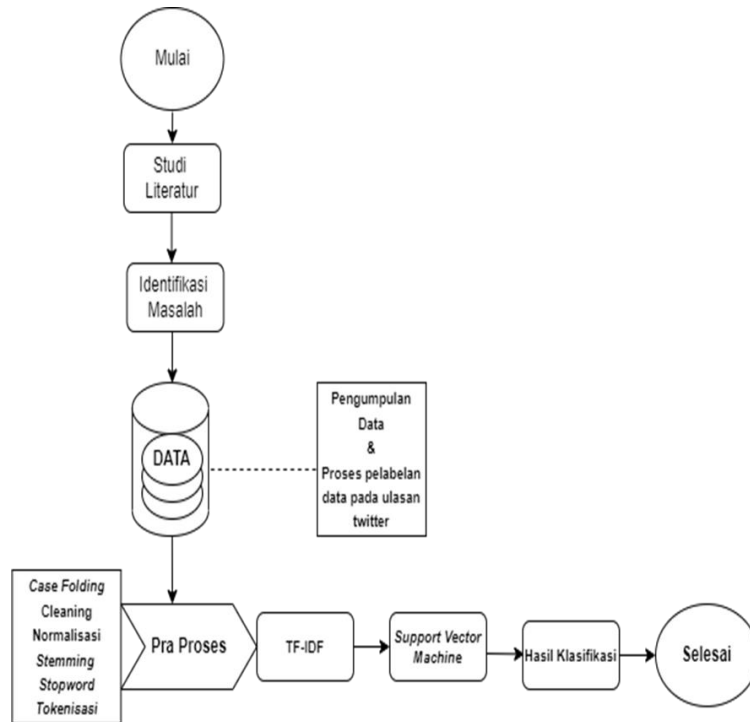 Mulai
Studi
Literatur
Identifikasi
Masalah
DATA
Pengumpulan
Data
&
Proses pelabelan
data pada ulasan
twitter
Case Folding
Cleaning
Normalisasi
Stemming
Stopword
Tokenisasi
Pra Proses
TF-IDF
Support Vector
Machine
Hasil Klasifikasi
Selesai